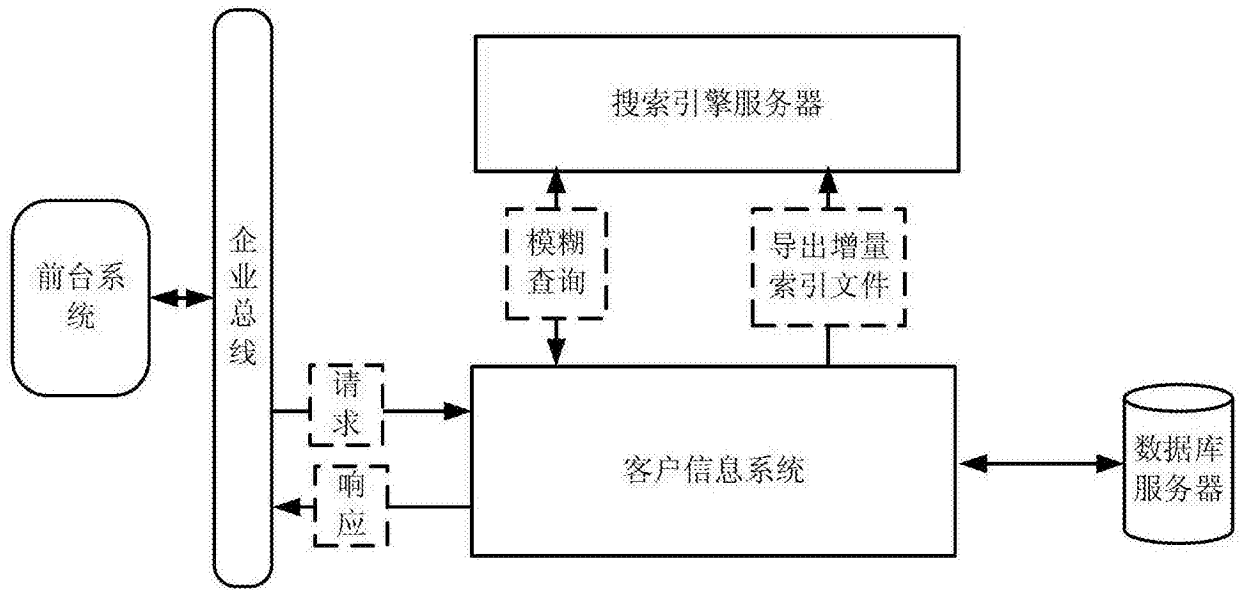 搜索引擎服务器
前台系
统
企
业
总
线
模糊
查询
导出增量
索引文件
请
求
响
应
客户信息系统
数据库
服务器